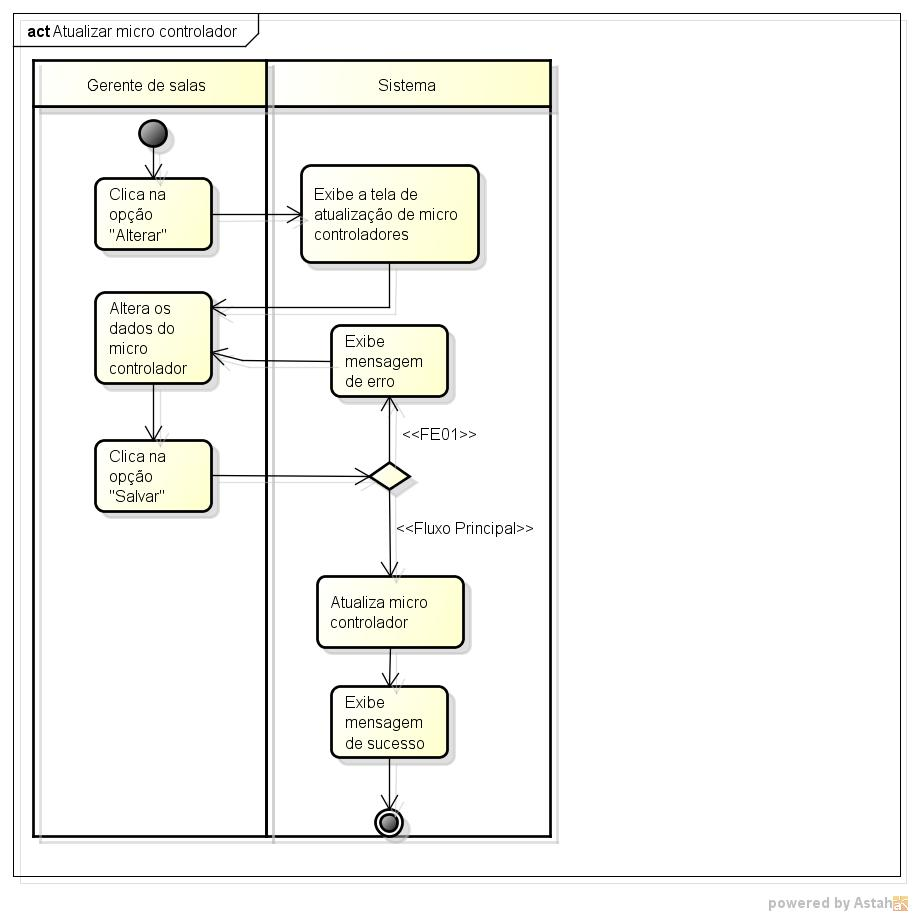 act Atualizar micro controlador
Gerente de salas
Sistema
Clica na
opção
"Alterar"
Exibe a tela de
atualização de micro
controladores
Altera os
dados do
micro
controlador
Exibe
mensagem
de erro
<<FE01>>
Clica na
opção
"Salvar"
<<Fluxo Principal>>
Atualiza micro
controlador
Exibe
mensagem
de sucesso
powered by Astah